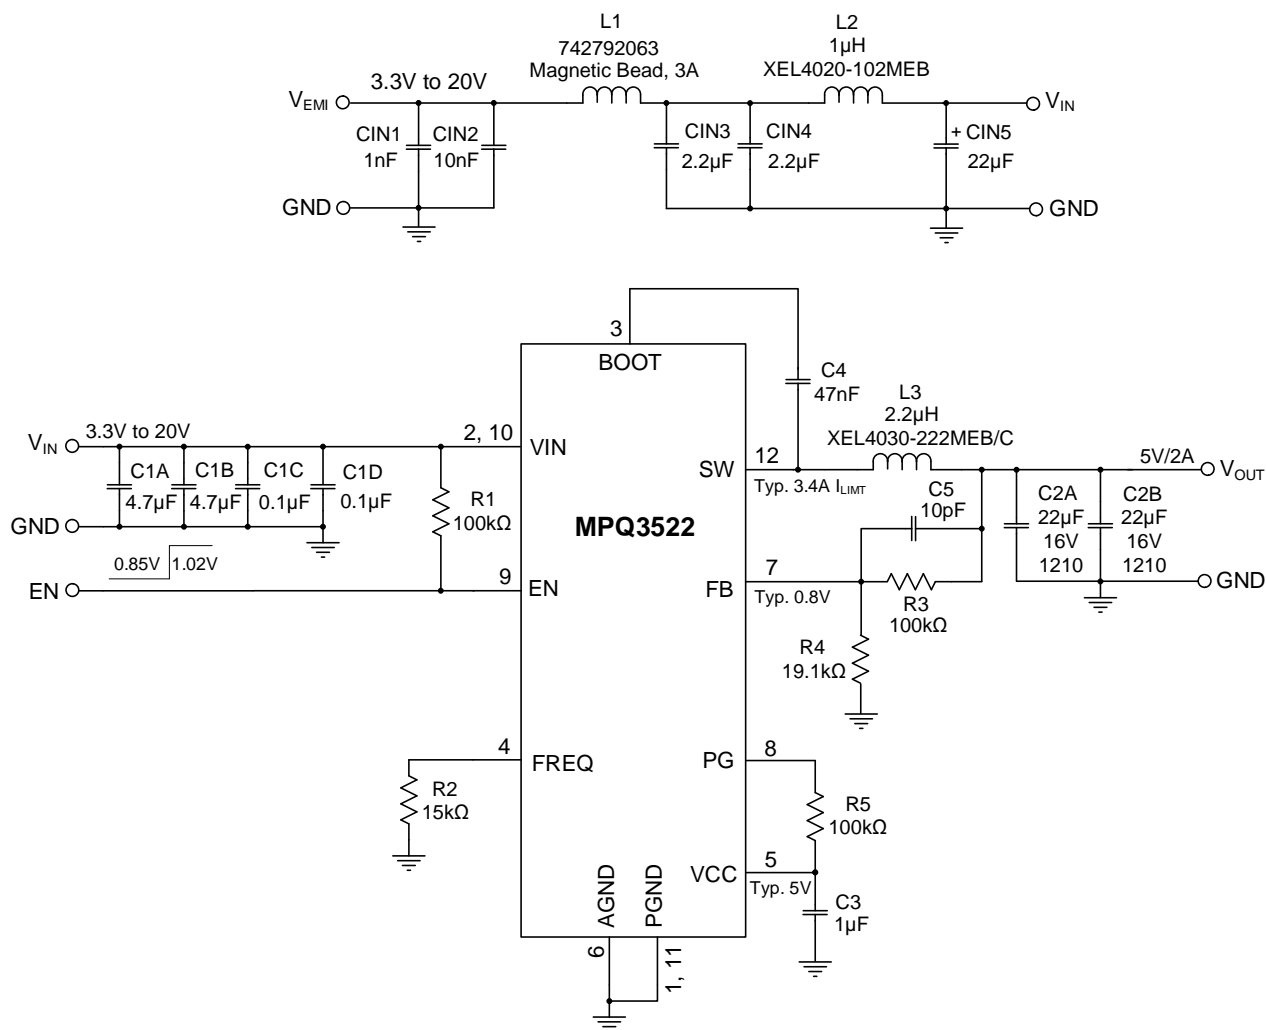 L1
742792063
Magnetic Bead, 3A
L2
1µH
XEL4020-102MEB
3.3V to 20V
VEMI
VIN
CIN1
1nF
CIN2
10nF
CIN3
2.2µF
CIN4
2.2µF
+ CIN5
22µF
GND
GND
3
BOOT
C4
47nF
L3
2.2µH
XEL4030-222MEB/C
VIN
3.3V to 20V
2, 10
VIN
C1A
4.7µF
C1B
4.7µF
C1C
0.1µF
C1D
0.1µF
R1
100kΩ
GND
SW
12
Typ. 3.4A ILIMT
5V/2A
VOUT
C5
10pF
C2A
22µF
16V
1210
C2B
22µF
16V
1210
MPQ3522
0.85V
1.02V
EN
9
EN
FB
7
Typ. 0.8V
R3
100kΩ
GND
R4
19.1kΩ
4
FREQ
R2
15kΩ
PG
8
R5
100kΩ
VCC
5
Typ. 5V
C3
1µF
AGND
PGND
6
1, 11